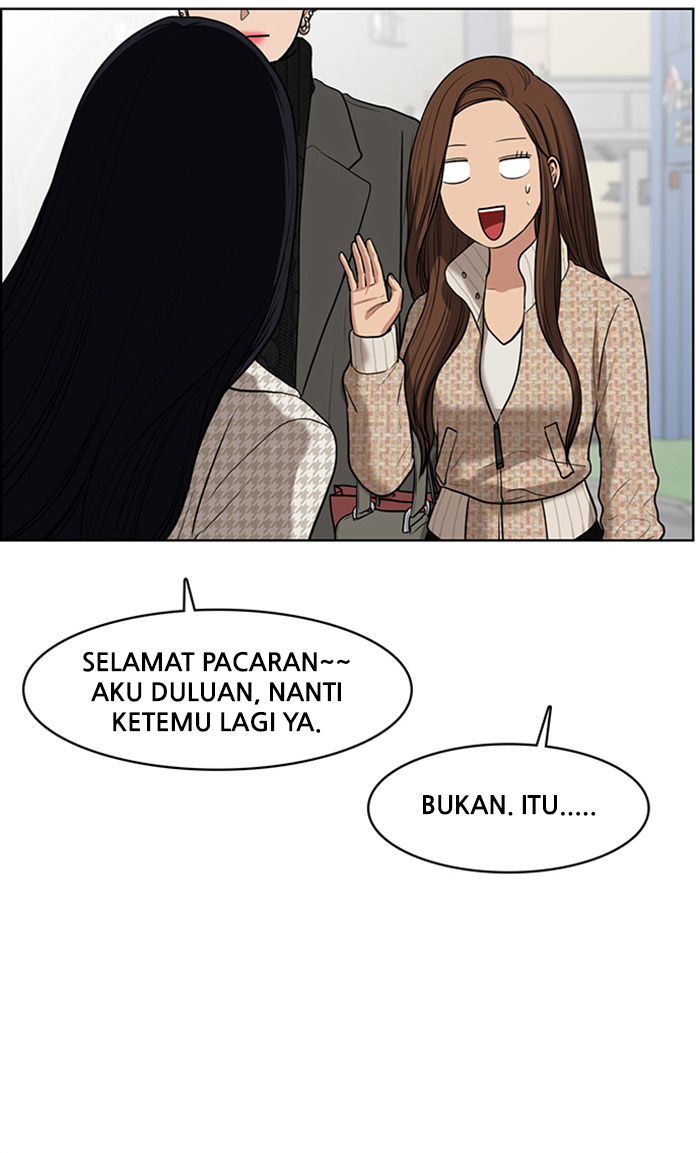 SELAMAT PACARAN~~
AKU DULUAN, NANTI
KETEMU LAGI YA.
BUKAN. ITU.....